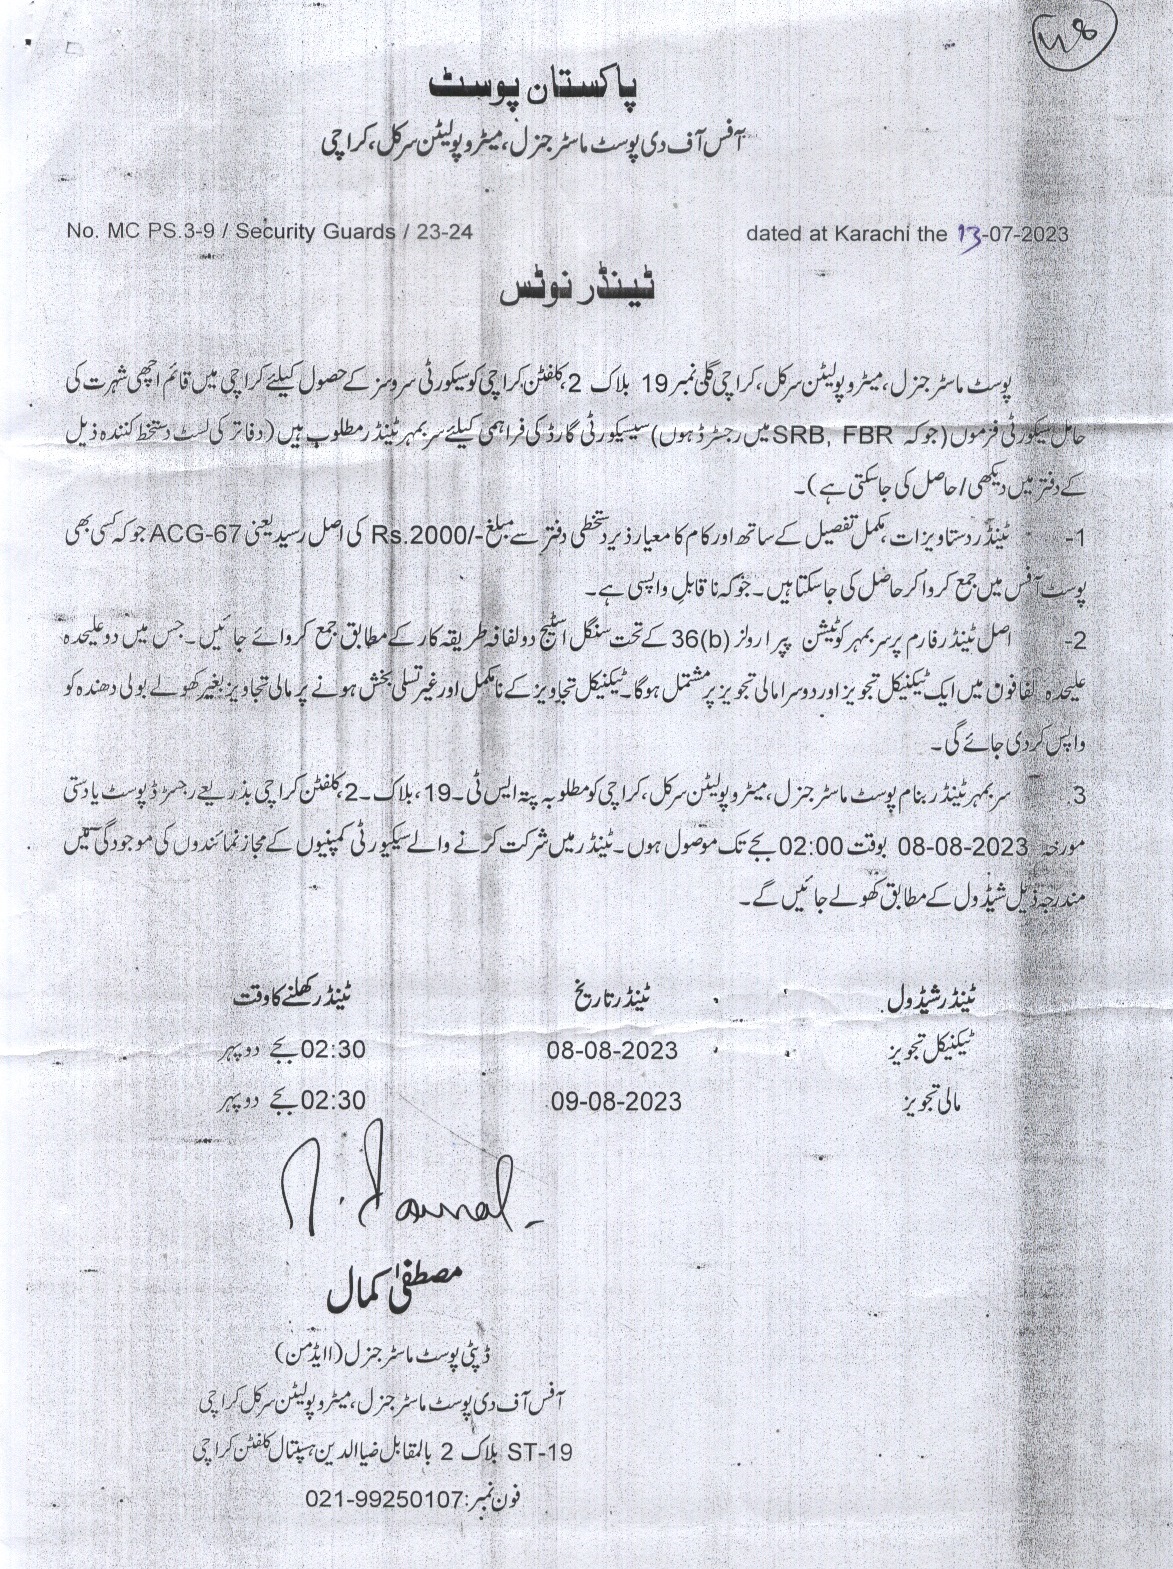 پاکستان پوسٹ
آفس آف دی پوسٹ ماسٹر جنرل، میٹروپولیٹن سرکل، کراچی
No. MC PS.3-9 / Security Guards / 23-24 dated at Karachi the 13-07-2023
ٹینڈر نوٹس
پوسٹ ماسٹر جنرل، میٹروپولیٹن سرکل، کراچی گلی نمبر 19 بلاک 2، کلفٹن کراچی کو سیکورٹی سروسز کے حصول کیلئے کراچی میں قائم اچھی شہرت کی
حامل سیکورٹی فرموں (جو کہ SRB, FBR میں رجسٹرڈ ہوں) سے سیکورٹی گارڈ کی فراہمی کیلئے سر بمہر ٹینڈر مطلوب ہیں (دفاتر کی لسٹ دستخط کنندہ ذیل
کے دفتر میں دیکھی / حاصل کی جاسکتی ہے)۔
1- ٹینڈر دستاویزات مکمل تفصیل کے ساتھ اور کام کا معیار زیر دستخطی دفتر سے مبلغ -/Rs.2000 کی اصل رسید یعنی ACG-67 جو کہ کسی بھی
پوسٹ آفس میں جمع کروا کر حاصل کی جاسکتا ہیں۔ جو کہ ناقابل واپسی ہے۔
2- اصل ٹینڈر فارم پر سر بمہر کوٹیشن پپرا رولز 36(b) کے تحت سنگل اسٹیج دو لفافہ طریقہ کار کے مطابق جمع کروائے جائیں۔ جس میں دو علیحدہ
علیحدہ لفافوں میں ایک ٹیکنیکل تجویز اور دوسرا مالی تجویز پر مشتمل ہوگا۔ ٹیکنیکل تجاویز کے نامکمل اور غیر تسلی بخش ہونے پر مالی تجاویز بغیر کھولے بولی دھندہ کو
واپس کر دی جائے گی۔
3. سر بمہر ٹینڈر بنام پوسٹ ماسٹر جنرل، میٹروپولیٹن سرکل، کراچی کو مطلوبہ پتہ ایس ٹی۔19، بلاک۔2، کلفٹن کراچی بذریعے رجسٹرڈ پوسٹ یا دستی
مورخہ 08-08-2023 بوقت 02:00 بجے تک موصول ہوں۔ ٹینڈر میں شرکت کرنے والے سیکیورٹی کمپنیوں کے مجاز نمائندوں کی موجودگی میں
مندرجہ ذیل شیڈول کے مطابق کھولے جائیں گے۔
ٹینڈر شیڈول ٹینڈر تاریخ ٹینڈر کھلنے کا وقت
ٹیکنیکل تجویز 08-08-2023 02:30 بجے دوپہر
مالی تجویز 09-08-2023 02:30 بجے دوپہر
مصطفیٰ کمال
ڈپٹی پوسٹ ماسٹر جنرل (ایڈمن)
آفس آف دی پوسٹ ماسٹر جنرل، میٹروپولیٹن سرکل کراچی
ST-19 بلاک 2 بالمقابل ضیاالدین ہسپتال کلفٹن کراچی
فون نمبر: 021-99250107